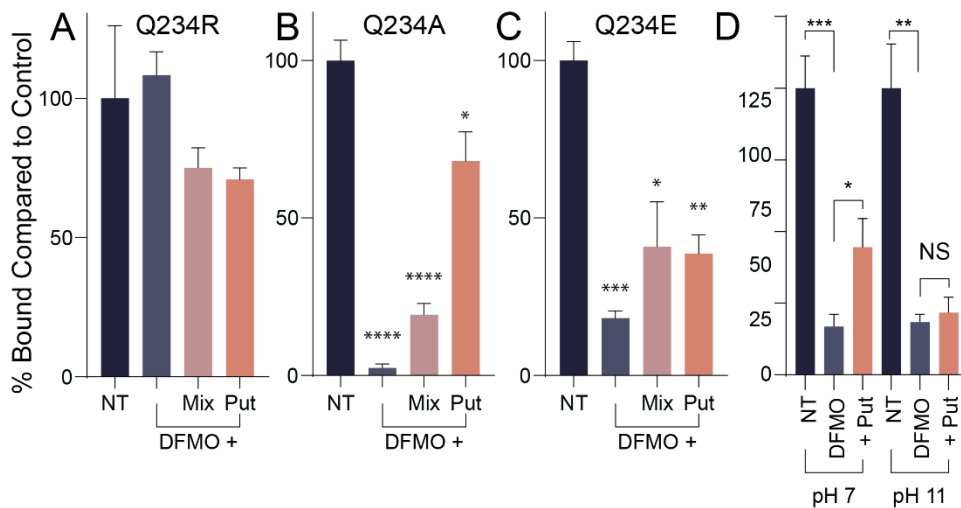 A Q234R
% Bound Compared to Control
100
50
0
NT Mix Put
DFMO +
B Q234A
100
50
0
****
****
*
NT Mix Put
DFMO +
C Q234E
100
50
0
***
*
**
NT Mix Put
DFMO +
D
125
100
75
50
25
0
***
*
**
NS
NT
DFMO
+ Put
NT
DFMO
+ Put
pH 7 pH 11